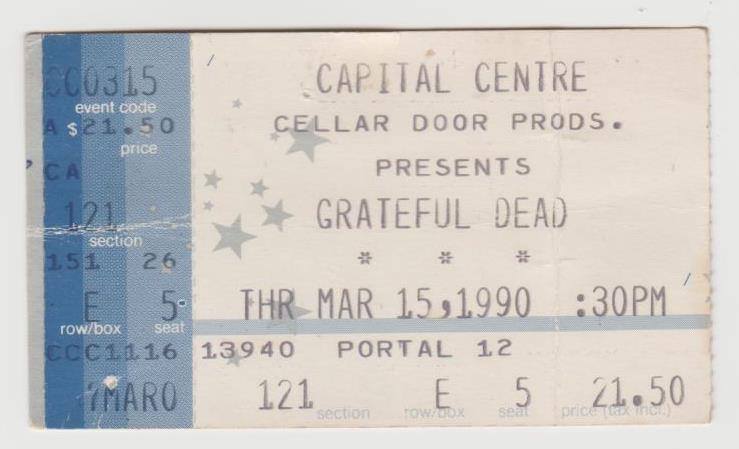 CC0315
event code
A $21.50
price
CA
121
section
151 26
E 5
row/box seat
CCC1116
7MAR0
CAPITAL CENTRE
CELLAR DOOR PRODS.
PRESENTS
GRATEFUL DEAD
* * *
THR MAR 15,1990 :30PM
13940 PORTAL 12
121 E 5 21.50
section row/box seat price (tax incl.)